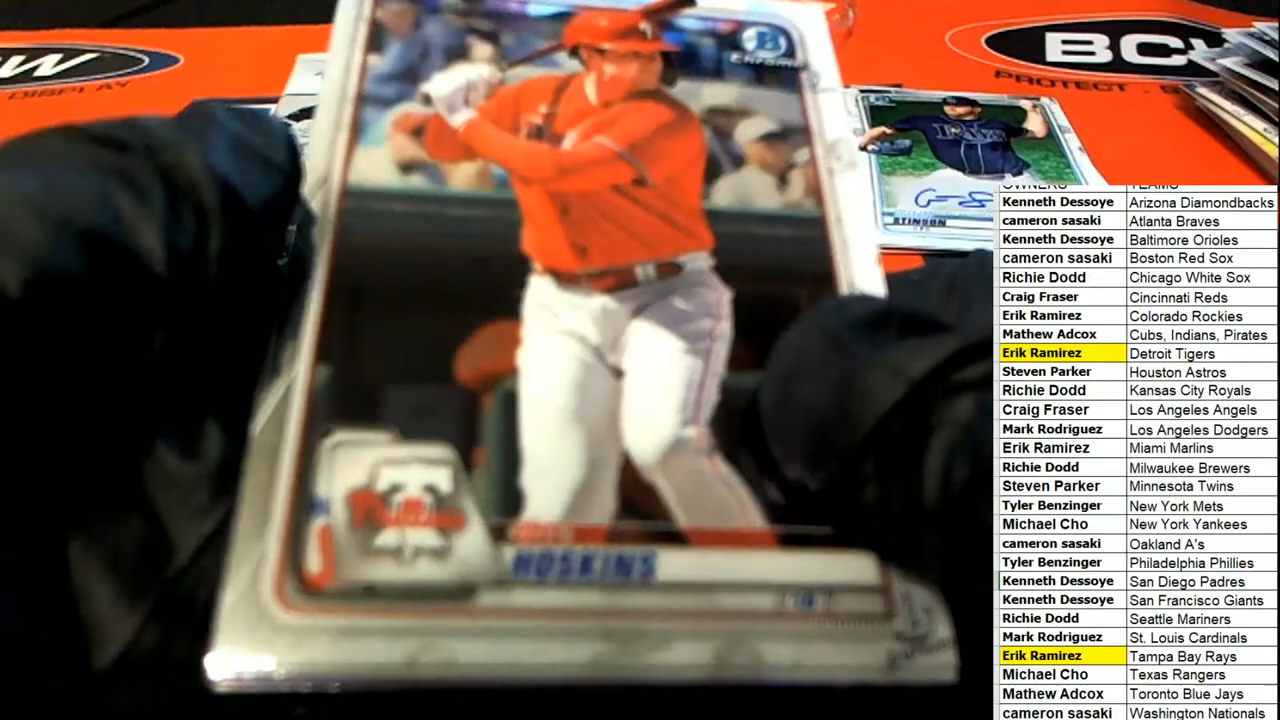 W
DISPLAY
CHROME
BC
PROTECT · S
Rays
STINSON
Phillies
HOSKINS
OWNERS TEAMS
Kenneth Dessoye Arizona Diamondbacks
cameron sasaki Atlanta Braves
Kenneth Dessoye Baltimore Orioles
cameron sasaki Boston Red Sox
Richie Dodd Chicago White Sox
Craig Fraser Cincinnati Reds
Erik Ramirez Colorado Rockies
Mathew Adcox Cubs, Indians, Pirates
Erik Ramirez Detroit Tigers
Steven Parker Houston Astros
Richie Dodd Kansas City Royals
Craig Fraser Los Angeles Angels
Mark Rodriguez Los Angeles Dodgers
Erik Ramirez Miami Marlins
Richie Dodd Milwaukee Brewers
Steven Parker Minnesota Twins
Tyler Benzinger New York Mets
Michael Cho New York Yankees
cameron sasaki Oakland A's
Tyler Benzinger Philadelphia Phillies
Kenneth Dessoye San Diego Padres
Kenneth Dessoye San Francisco Giants
Richie Dodd Seattle Mariners
Mark Rodriguez St. Louis Cardinals
Erik Ramirez Tampa Bay Rays
Michael Cho Texas Rangers
Mathew Adcox Toronto Blue Jays
cameron sasaki Washington Nationals